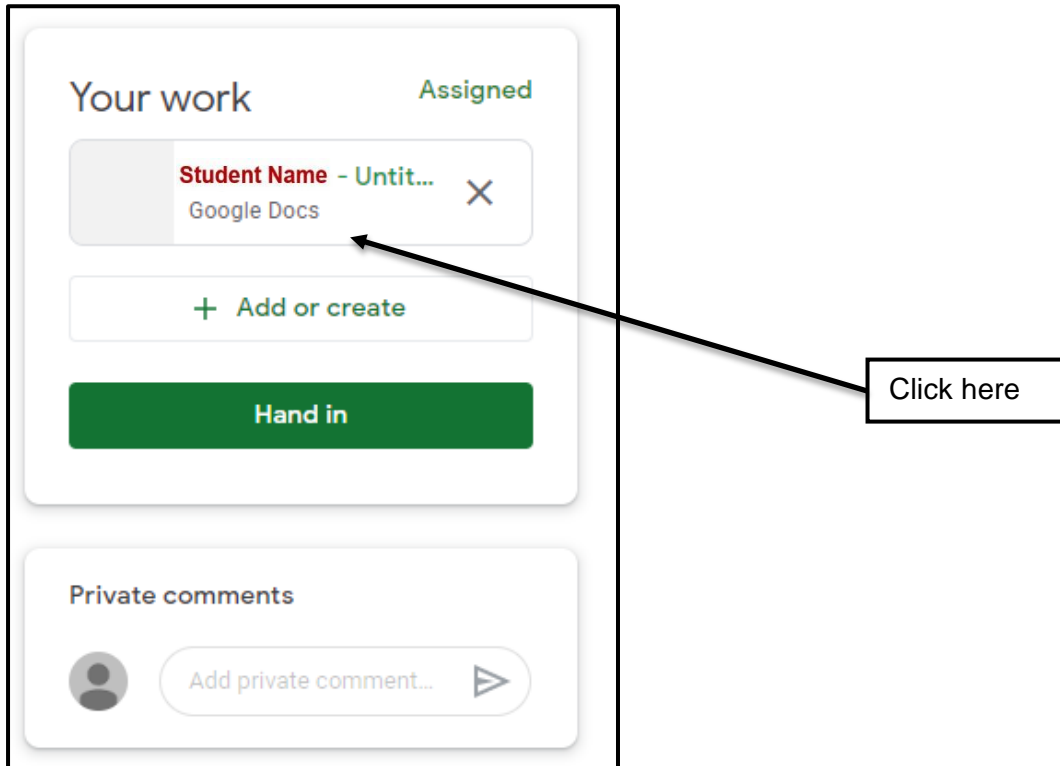 Your work
Assigned
Student Name - Untit...
Google Docs
+ Add or create
Hand in
Click here
Private comments
Add private comment...